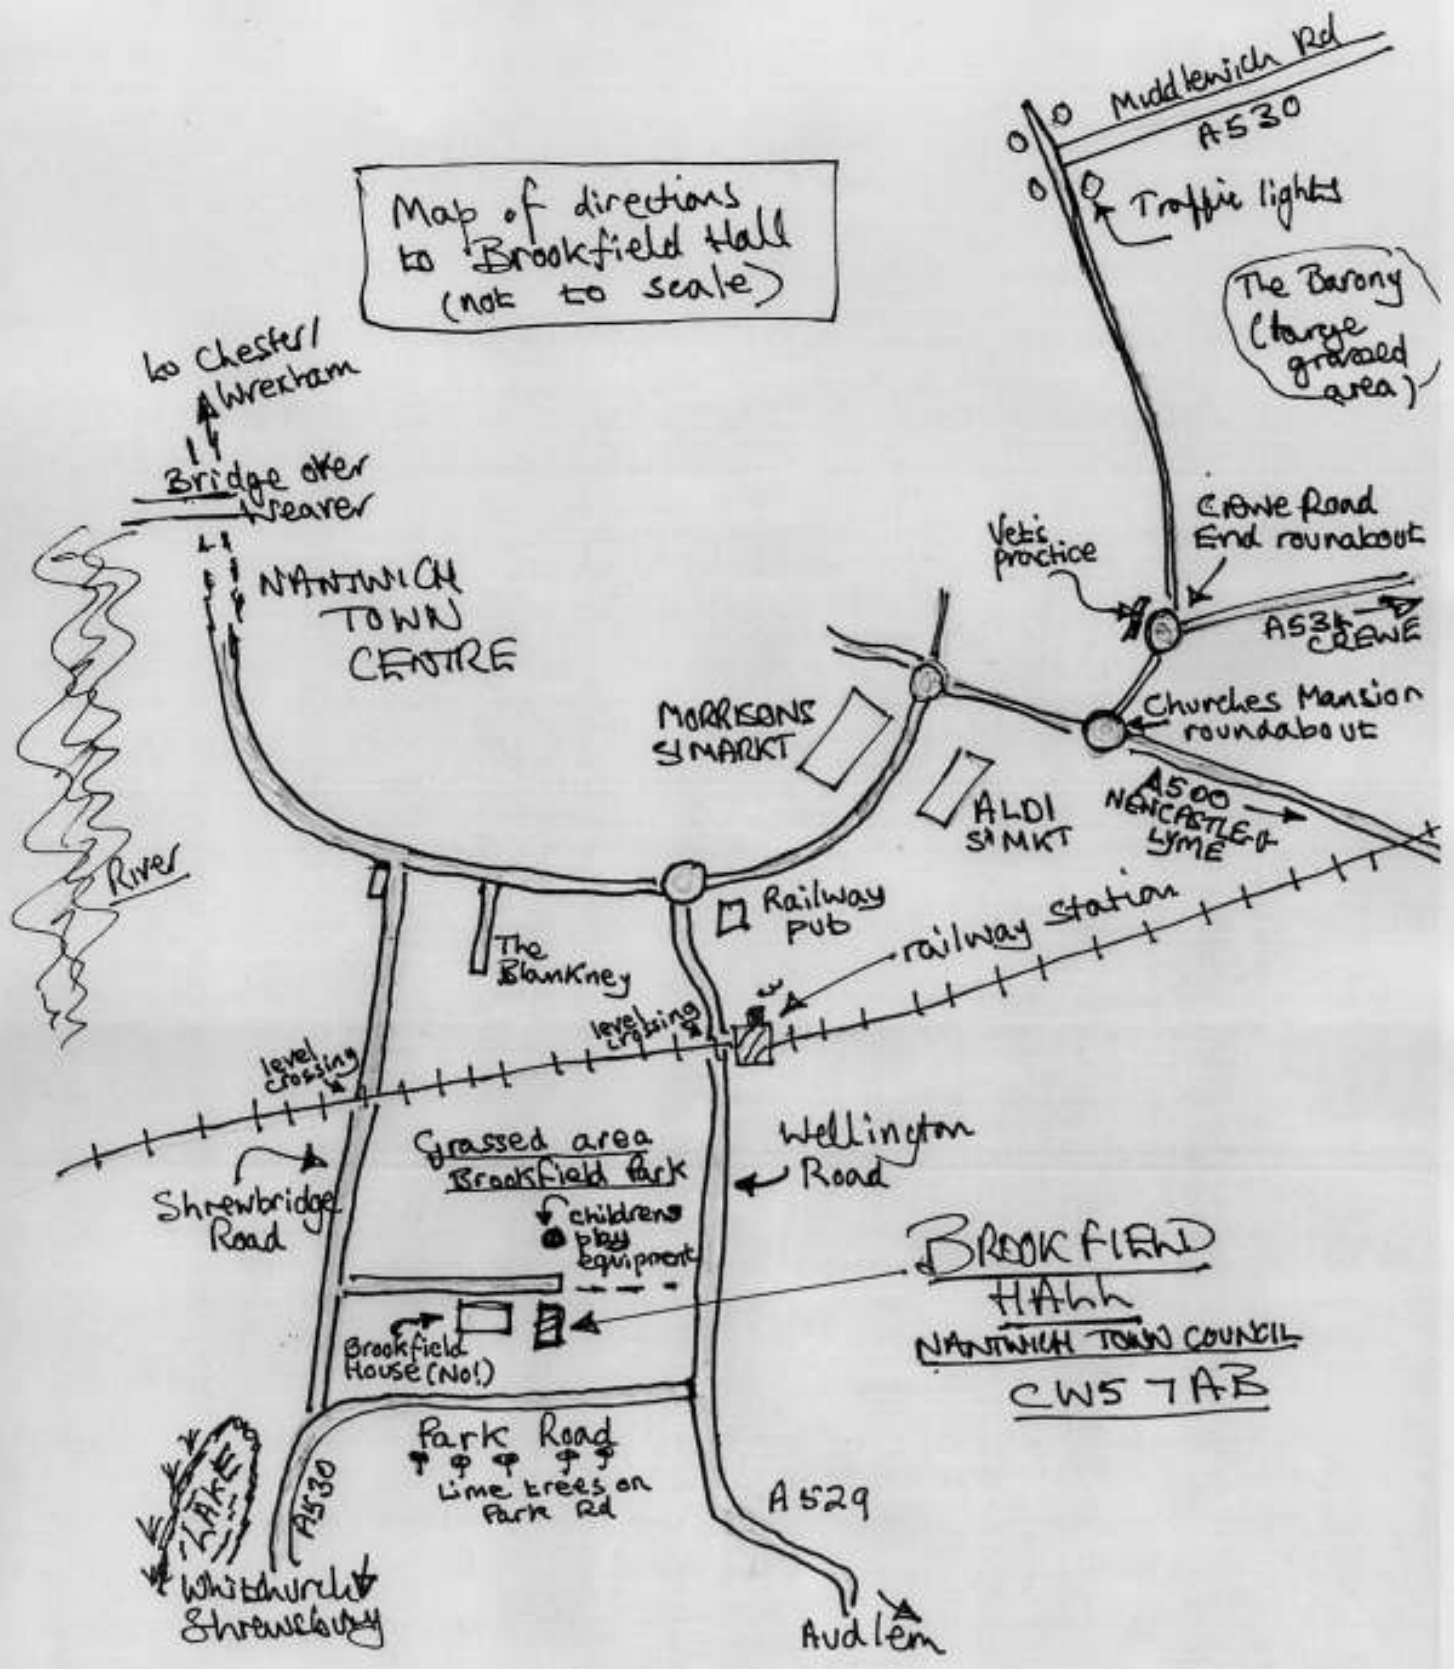 Middlewich Rd
A530
Traffic lights
Map of directions
to Brookfield Hall
(not to scale)
The Barony
(large
grassed
area)
to Chester/
Wrexham
Bridge over
Weaver
NANTWICH
TOWN
CENTRE
Vet's
practice
Crewe Road
End rounabout
A534
CREWE
Churches Mansion
roundabout
MORRISONS
S/MARKT
ALDI
S/MKT
A500
NEWCASTLE-U
LYME
River
Railway
pub
railway station
The
Blankney
level
crossing
level
crossing
Shrewbridge
Road
Grassed area
Brookfield Park
childrens
play
equipment
Wellington
Road
BROOKFIELD
HALL
NANTWICH TOWN COUNCIL
CW5 7AB
Brookfield
House (No!)
Park Road
Lime trees on
Park Rd
LAKE
A530
A529
Whitchurch
Shrewsbury
Audlem